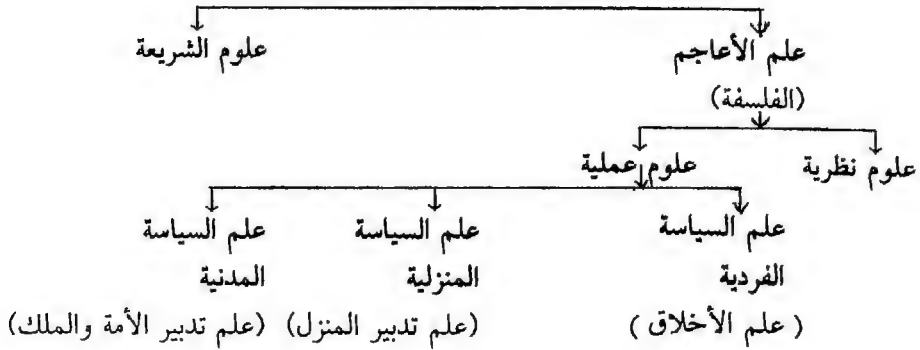 علم الأعاجم علوم الشريعة
(الفلسفة)
علوم نظرية علوم عملية
علم السياسة علم السياسة علم السياسة
الفردية المنزلية المدنية
( علم الأخلاق ) (علم تدبير المنزل) (علم تدبير الأمة والملك)